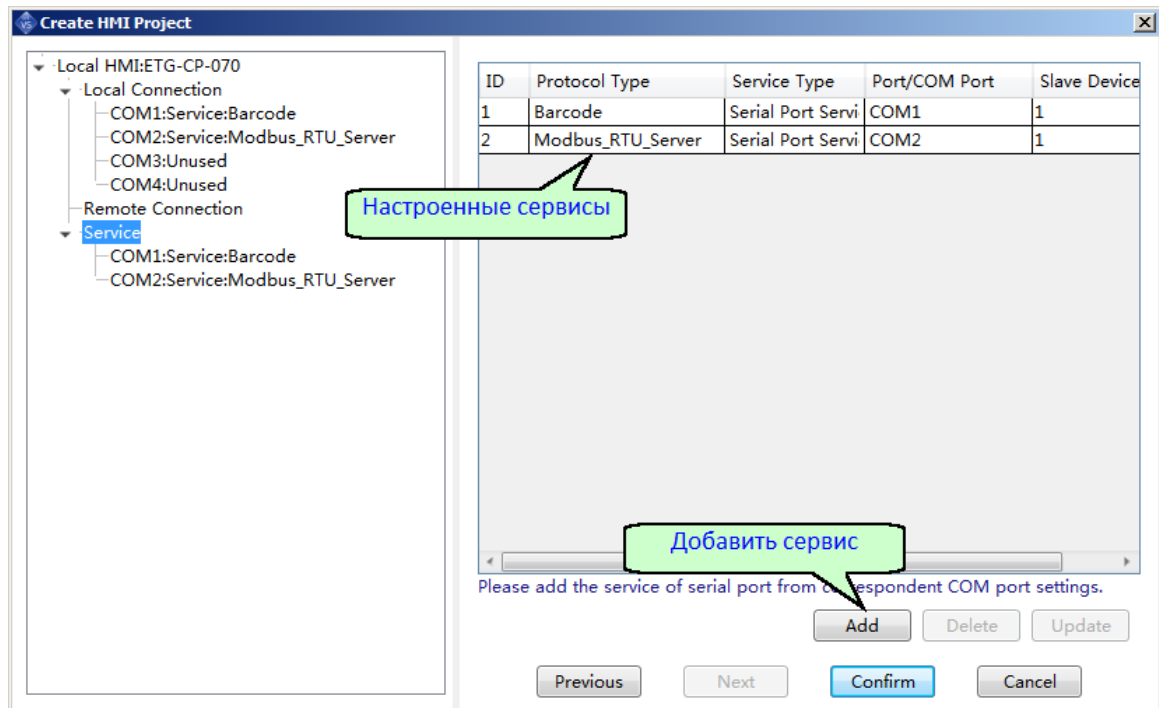 Create HMI Project
Local HMI:ETG-CP-070
Local Connection
COM1:Service:Barcode
COM2:Service:Modbus_RTU_Server
COM3:Unused
COM4:Unused
Remote Connection
Service
COM1:Service:Barcode
COM2:Service:Modbus_RTU_Server
ID Protocol Type Service Type Port/COM Port Slave Device
1 Barcode Serial Port Servi COM1 1
2 Modbus_RTU_Server Serial Port Servi COM2 1
Настроенные сервисы
Добавить сервис
Please add the service of serial port from correspondent COM port settings.
Add Delete Update
Previous Next Confirm Cancel